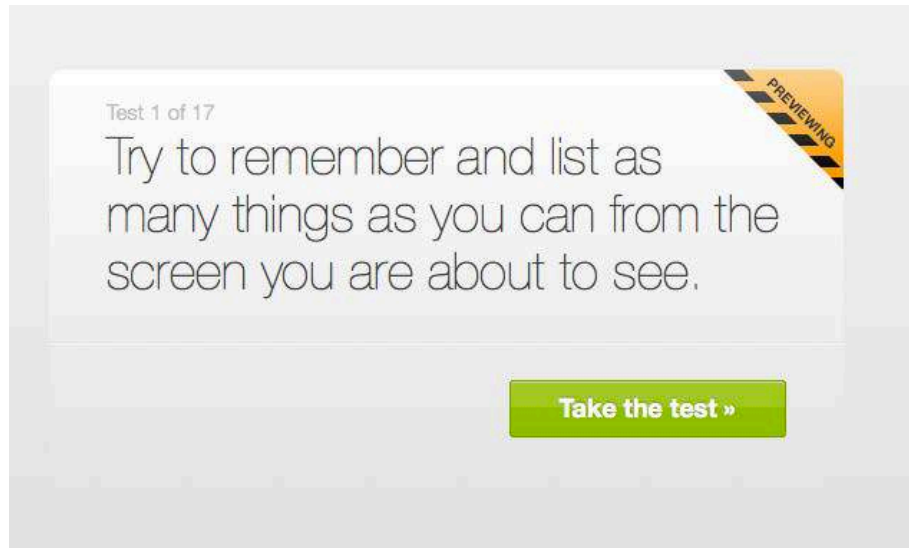 Test 1 of 17
PREVIEWING
Try to remember and list as
many things as you can from the
screen you are about to see.
Take the test »